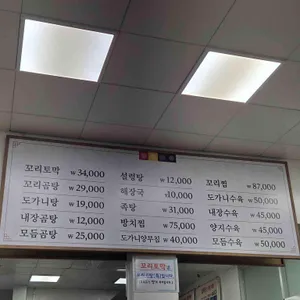 꼬리토막 ₩34,000
꼬리곰탕 ₩29,000
도가니탕 ₩19,000
내장곰탕 ₩12,000
모듬곰탕 ₩25,000
설렁탕 ₩12,000
해장국 ₩10,000
족탕 ₩31,000
방치찜 ₩75,000
도가니양무침 ₩40,000
꼬리찜 ₩87,000
도가니수육 ₩50,000
내장수육 ₩45,000
양지수육 ₩45,000
모듬수육 ₩50,000
꼬리토막